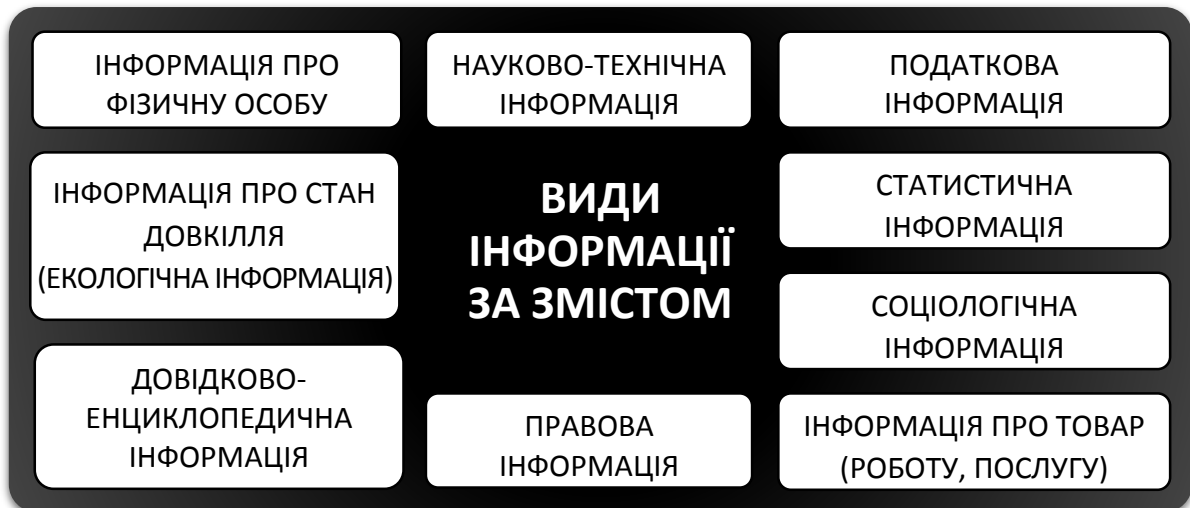 ІНФОРМАЦІЯ ПРО
ФІЗИЧНУ ОСОБУ
НАУКОВО-ТЕХНІЧНА
ІНФОРМАЦІЯ
ПОДАТКОВА
ІНФОРМАЦІЯ
ІНФОРМАЦІЯ ПРО СТАН
ДОВКІЛЛЯ
(ЕКОЛОГІЧНА ІНФОРМАЦІЯ)
ВИДИ
ІНФОРМАЦІЇ
ЗА ЗМІСТОМ
СТАТИСТИЧНА
ІНФОРМАЦІЯ
СОЦІОЛОГІЧНА
ІНФОРМАЦІЯ
ДОВІДКОВО-
ЕНЦИКЛОПЕДИЧНА
ІНФОРМАЦІЯ
ПРАВОВА
ІНФОРМАЦІЯ
ІНФОРМАЦІЯ ПРО ТОВАР
(РОБОТУ, ПОСЛУГУ)